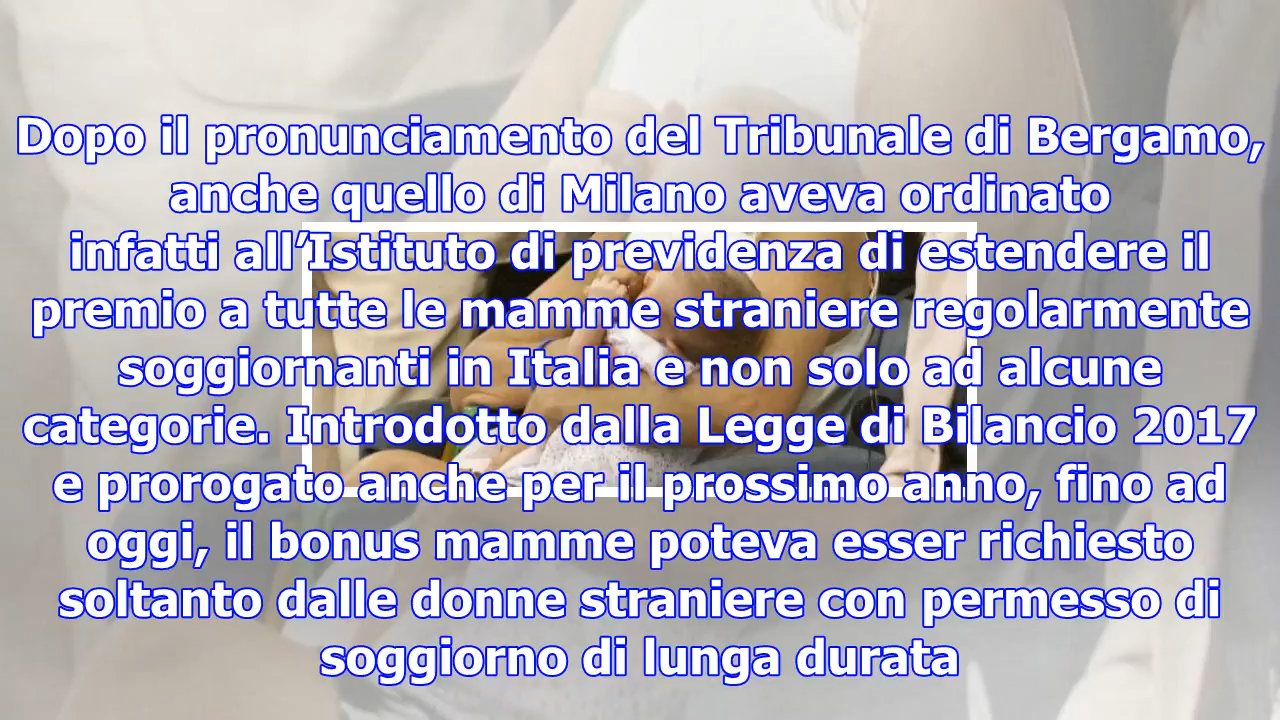 Dopo il pronunciamento del Tribunale di Bergamo,
anche quello di Milano aveva ordinato
infatti all’Istituto di previdenza di estendere il
premio a tutte le mamme straniere regolarmente
soggiornanti in Italia e non solo ad alcune
categorie. Introdotto dalla Legge di Bilancio 2017
e prorogato anche per il prossimo anno, fino ad
oggi, il bonus mamme poteva esser richiesto
soltanto dalle donne straniere con permesso di
soggiorno di lunga durata